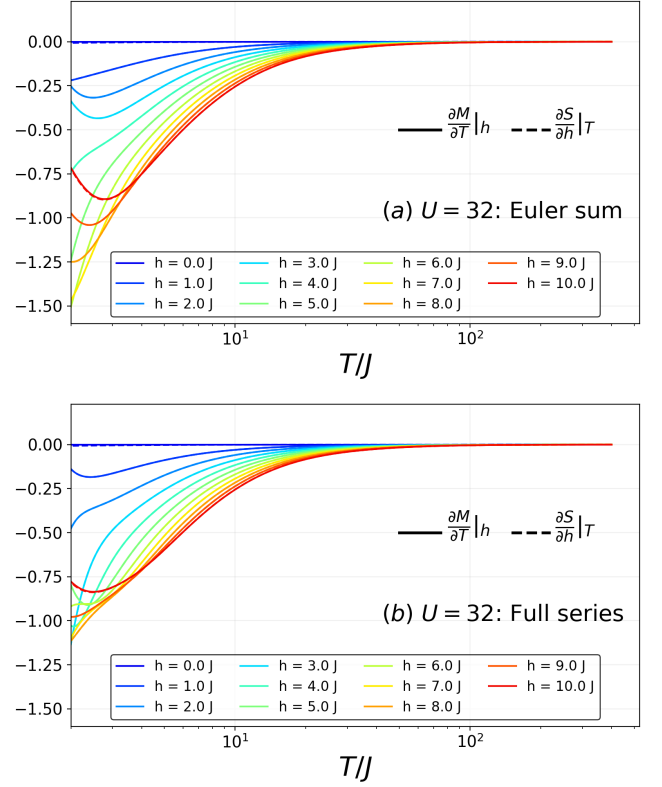 0.00
−0.25
−0.50
−0.75
−1.00
−1.25
−1.50
∂M/∂T|h  ∂S/∂h|T
(a) U = 32: Euler sum
h = 0.0 J  h = 3.0 J  h = 6.0 J  h = 9.0 J
h = 1.0 J  h = 4.0 J  h = 7.0 J  h = 10.0 J
h = 2.0 J  h = 5.0 J  h = 8.0 J
10¹  10²
T/J
0.00
−0.25
−0.50
−0.75
−1.00
−1.25
−1.50
∂M/∂T|h  ∂S/∂h|T
(b) U = 32: Full series
h = 0.0 J  h = 3.0 J  h = 6.0 J  h = 9.0 J
h = 1.0 J  h = 4.0 J  h = 7.0 J  h = 10.0 J
h = 2.0 J  h = 5.0 J  h = 8.0 J
10¹  10²
T/J